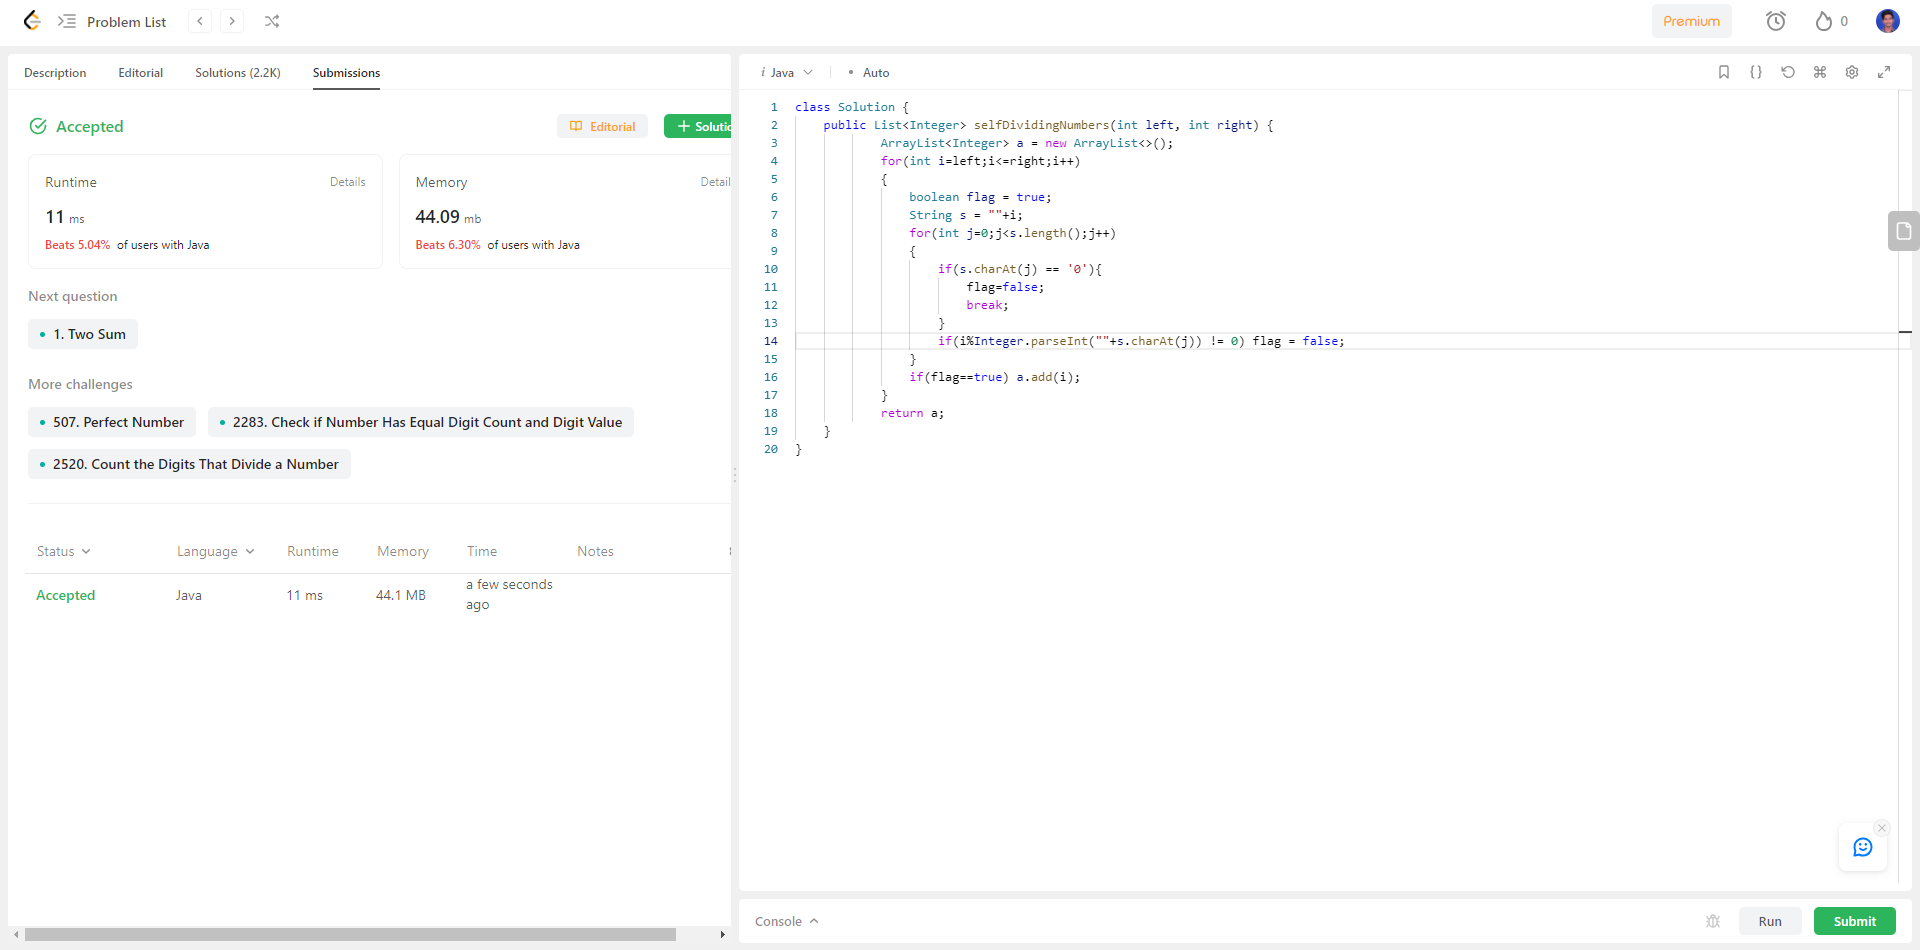 Problem List
Premium
0
Description Editorial Solutions (2.2K) Submissions
Accepted
Editorial
Runtime Details
11 ms
Beats 5.04% of users with Java
Memory
44.09 mb
Beats 6.30% of users with Java
Next question
1. Two Sum
More challenges
507. Perfect Number
2283. Check if Number Has Equal Digit Count and Digit Value
2520. Count the Digits That Divide a Number
Status Language Runtime Memory Time Notes
Accepted Java 11 ms 44.1 MB a few seconds
ago
i Java • Auto
1 class Solution {
2 public List<Integer> selfDividingNumbers(int left, int right) {
3 ArrayList<Integer> a = new ArrayList<>();
4 for(int i=left;i<=right;i++)
5 {
6 boolean flag = true;
7 String s = ""+i;
8 for(int j=0;j<s.length();j++)
9 {
10 if(s.charAt(j) == '0'){
11 flag=false;
12 break;
13 }
14 if(i%Integer.parseInt(""+s.charAt(j)) != 0) flag = false;
15 }
16 if(flag==true) a.add(i);
17 }
18 return a;
19 }
20 }
Console
Run
Submit